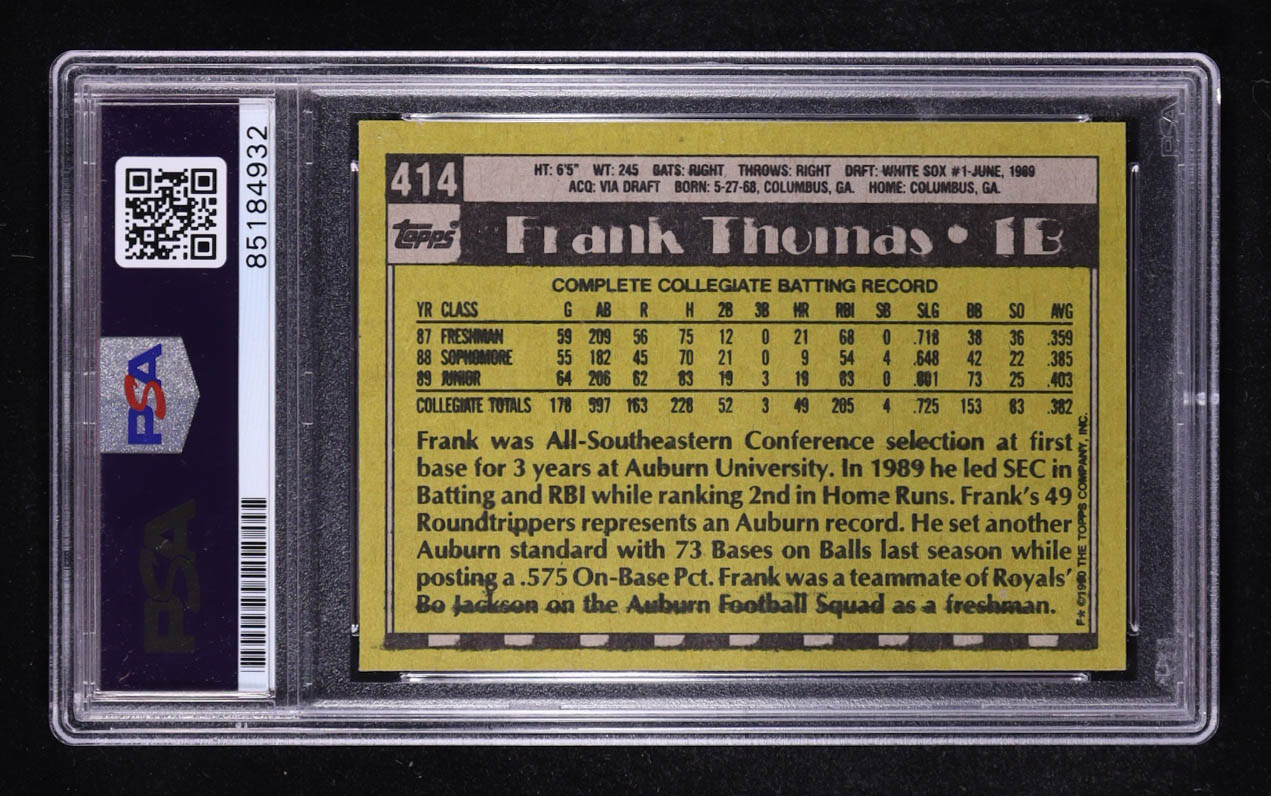 85184932
PSA
PSA
PSA
414
HT: 6'5" WT: 245 BATS: RIGHT THROWS: RIGHT DRFT: WHITE SOX #1-JUNE, 1989
ACQ: VIA DRAFT BORN: 5-27-68, COLUMBUS, GA. HOME: COLUMBUS, GA.
topps Frank Thomas • 1B
COMPLETE COLLEGIATE BATTING RECORD
YR CLASS G AB R H 2B 3B HR RBI SB SLG BB SO AVG
87 FRESHMAN 59 209 56 75 12 0 21 68 0 .718 38 36 .359
88 SOPHOMORE 55 182 45 70 21 0 9 54 4 .648 42 22 .385
89 JUNIOR 64 206 62 83 19 3 19 83 0 .801 73 25 .403
COLLEGIATE TOTALS 178 597 163 228 52 3 49 205 4 .725 153 83 .382
Frank was All-Southeastern Conference selection at first
base for 3 years at Auburn University. In 1989 he led SEC in
Batting and RBI while ranking 2nd in Home Runs. Frank's 49
Roundtrippers represents an Auburn record. He set another
Auburn standard with 73 Bases on Balls last season while
posting a .575 On-Base Pct. Frank was a teammate of Royals'
Bo Jackson on the Auburn Football Squad as a freshman.
F* ©1990 THE TOPPS COMPANY, INC.